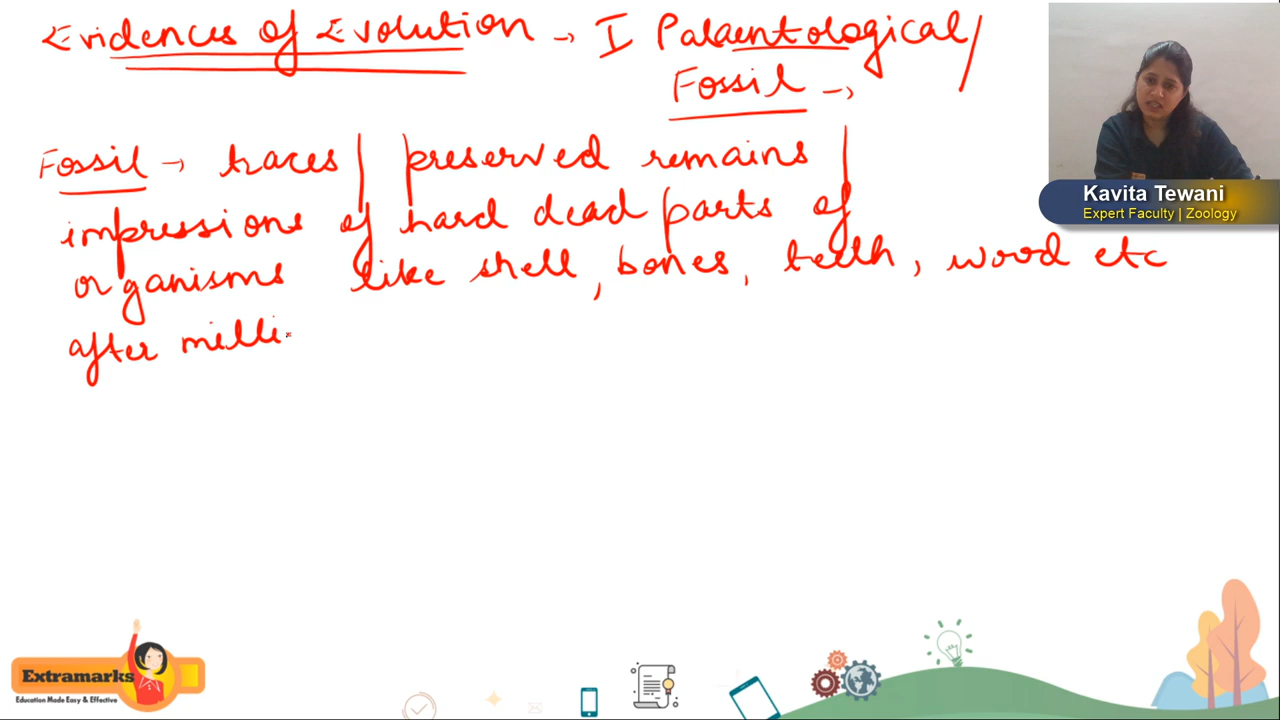 Evidences of Evolution → I Palaentological/
Fossil →
Fossil → traces / preserved remains /
impressions of hard dead parts of
organisms like shell, bones, teeth, wood etc
after milli
Kavita Tewani
Expert Faculty | Zoology
Extramarks
Education Made Easy & Effective